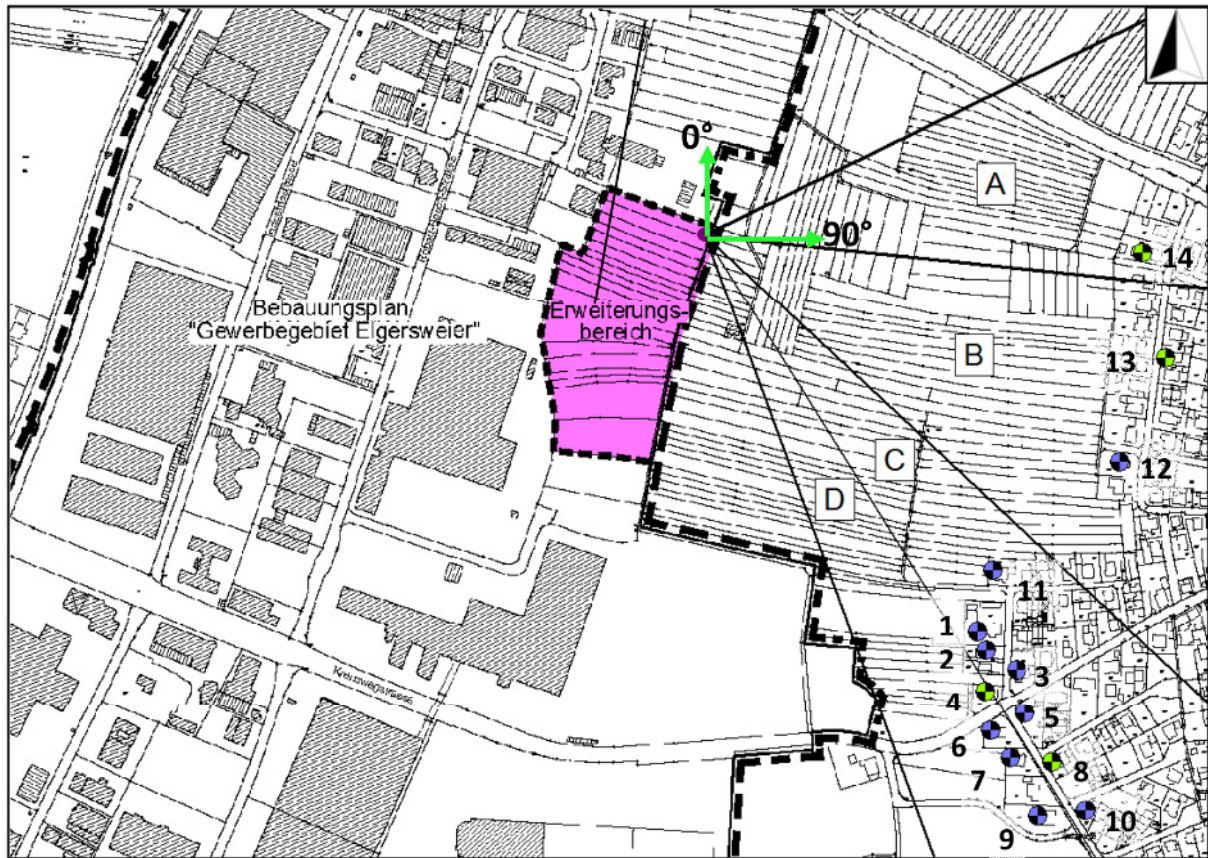 0°
90°
A
14
Bebauungsplan
"Gewerbegebiet Elgersweier"
Erweiterungs-
bereich
B
13
C
12
D
11
1
2
3
4
5
6
Kreuzwegstrasse
7
8
9
10